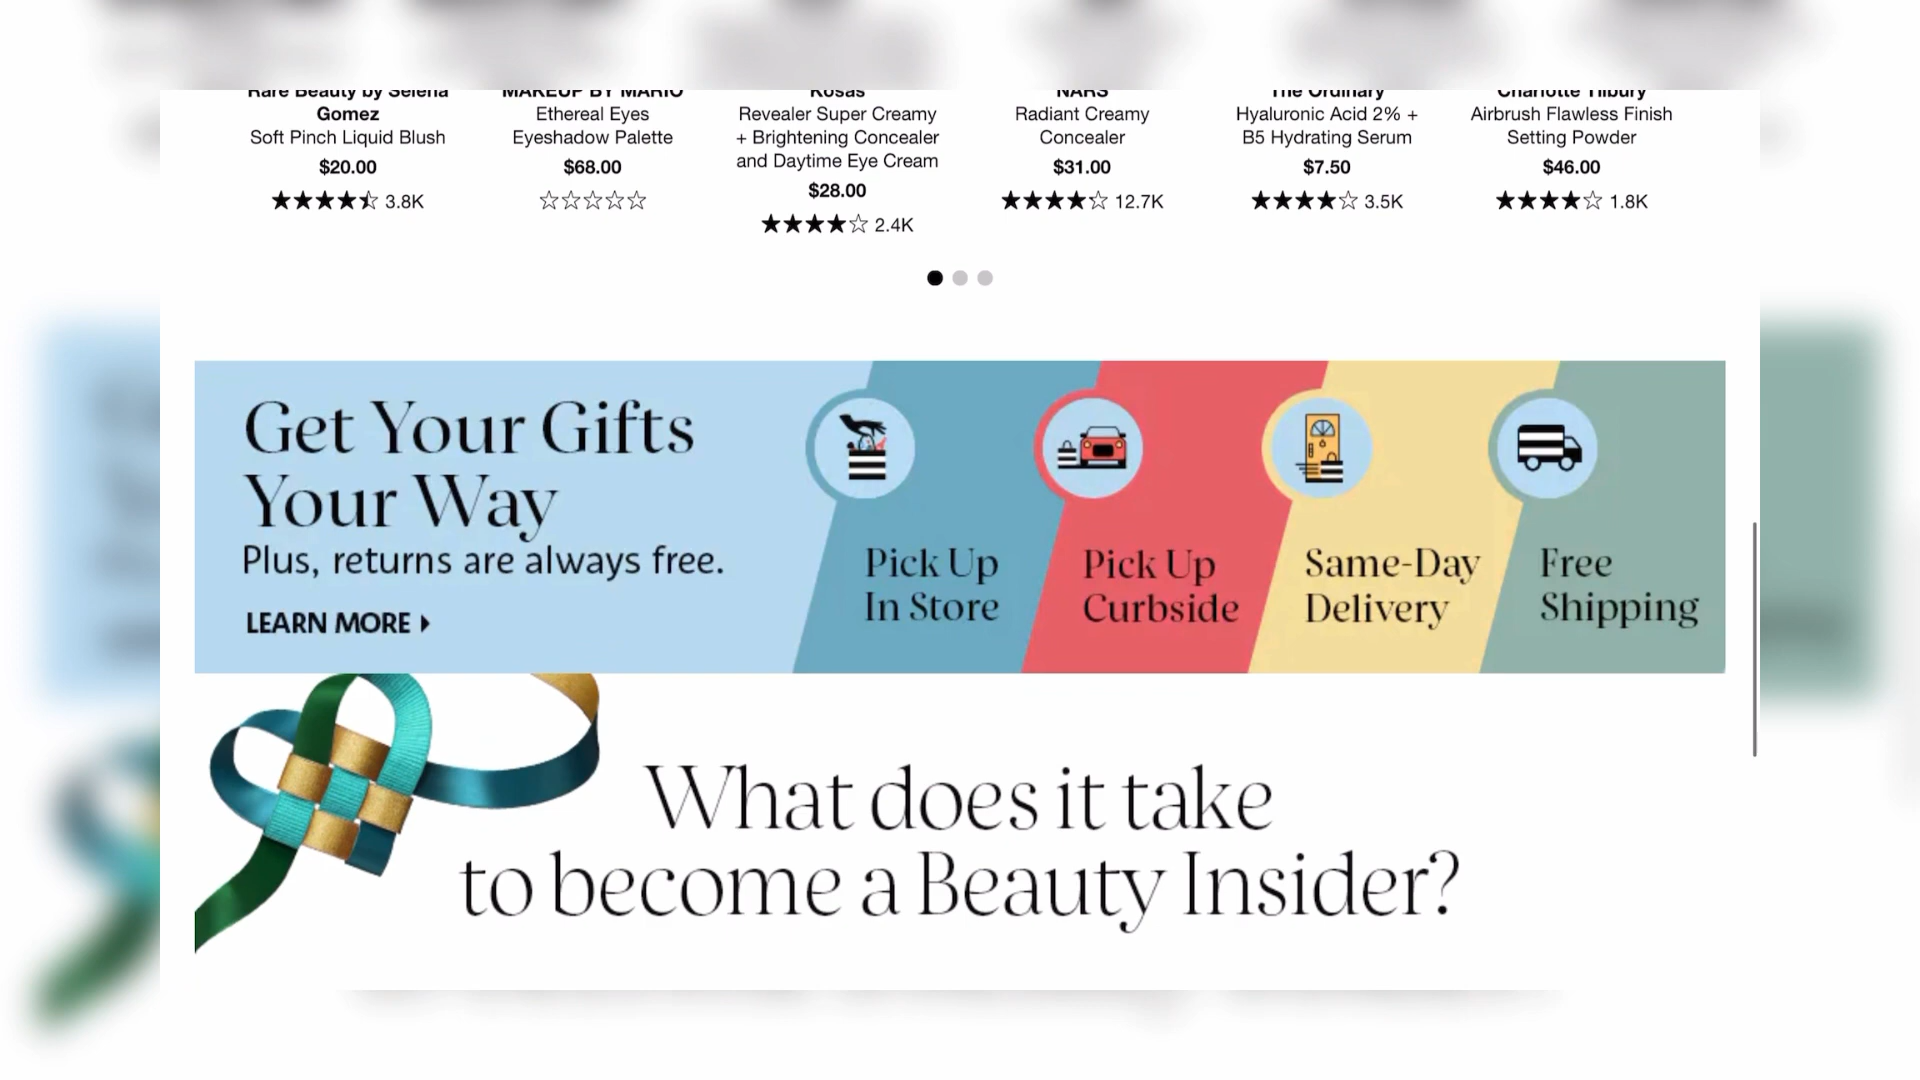 Rare Beauty by Selena
Gomez
Soft Pinch Liquid Blush
$20.00
3.8K
MAKEUP BY MARIO
Ethereal Eyes
Eyeshadow Palette
$68.00
Kosas
Revealer Super Creamy
+ Brightening Concealer
and Daytime Eye Cream
$28.00
2.4K
NARS
Radiant Creamy
Concealer
$31.00
12.7K
The Ordinary
Hyaluronic Acid 2% +
B5 Hydrating Serum
$7.50
3.5K
Charlotte Tilbury
Airbrush Flawless Finish
Setting Powder
$46.00
1.8K
Get Your Gifts
Your Way
Plus, returns are always free.
LEARN MORE
Pick Up
In Store
Pick Up
Curbside
Same-Day
Delivery
Free
Shipping
What does it take
to become a Beauty Insider?